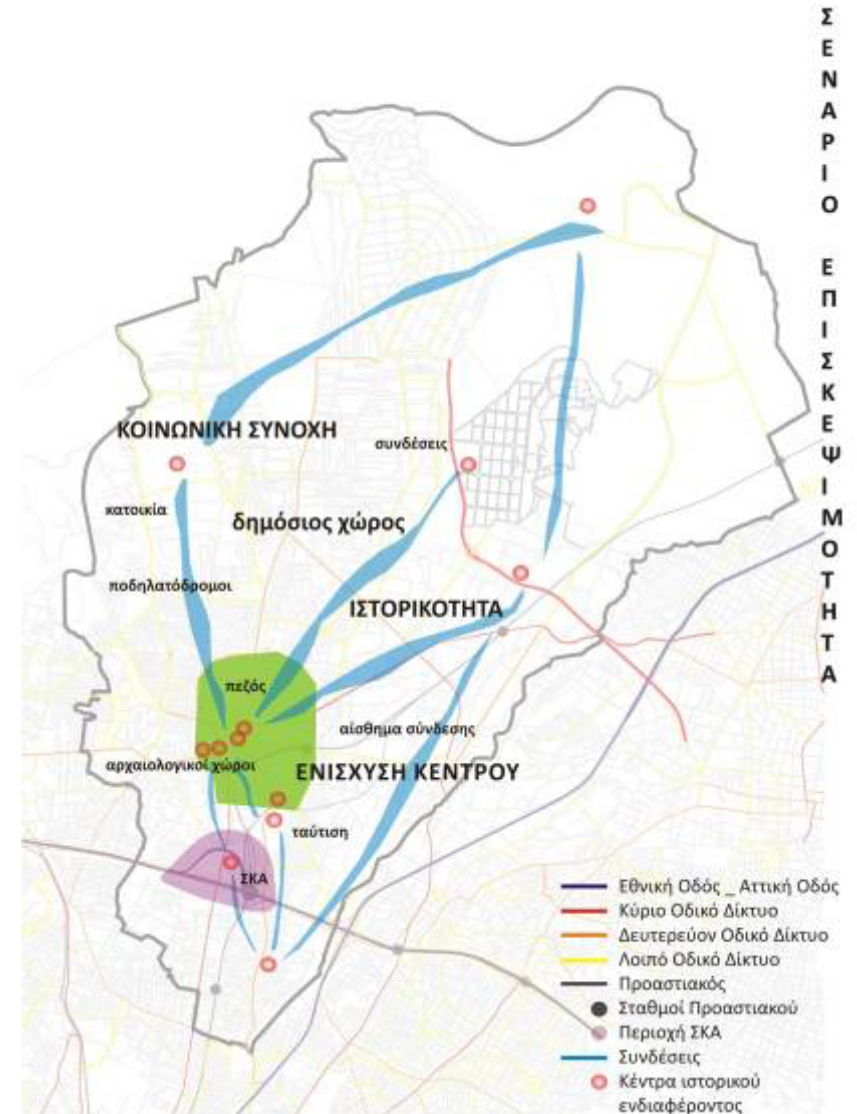 ΣΕΝΑΡΙΟ ΕΠΙΣΚΕΨΙΜΟΤΗΤΑ
ΚΟΙΝΩΝΙΚΗ ΣΥΝΟΧΗ
συνδέσεις
κατοικία
δημόσιος χώρος
ποδηλατόδρομοι
ΙΣΤΟΡΙΚΟΤΗΤΑ
πεζός
αίσθημα σύνδεσης
αρχαιολογικοί χώροι
ΕΝΙΣΧΥΣΗ ΚΕΝΤΡΟΥ
ταύτιση
ΣΚΑ
Εθνική Οδός _ Αττική Οδός
Κύριο Οδικό Δίκτυο
Δευτερεύον Οδικό Δίκτυο
Λοιπό Οδικό Δίκτυο
Προαστιακός
Σταθμοί Προαστιακού
Περιοχή ΣΚΑ
Συνδέσεις
Κέντρα ιστορικού
ενδιαφέροντος